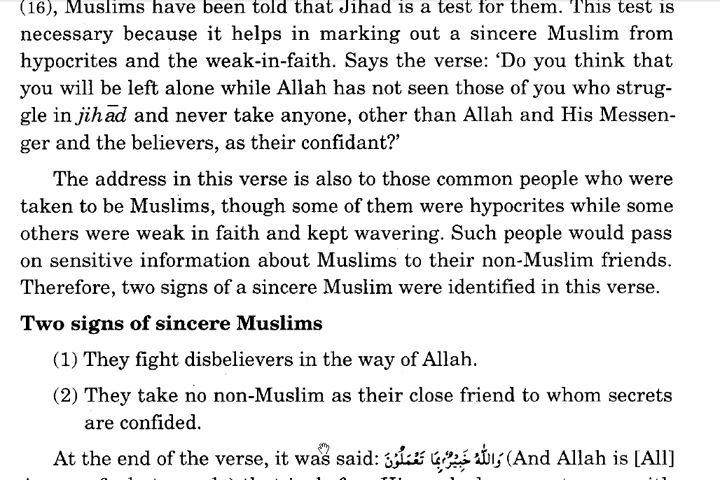 (16), Muslims have been told that Jihad is a test for them. This test is
necessary because it helps in marking out a sincere Muslim from
hypocrites and the weak-in-faith. Says the verse: ‘Do you think that
you will be left alone while Allah has not seen those of you who strug-
gle in jihād and never take anyone, other than Allah and His Messen-
ger and the believers, as their confidant?’
The address in this verse is also to those common people who were
taken to be Muslims, though some of them were hypocrites while some
others were weak in faith and kept wavering. Such people would pass
on sensitive information about Muslims to their non-Muslim friends.
Therefore, two signs of a sincere Muslim were identified in this verse.
Two signs of sincere Muslims
(1) They fight disbelievers in the way of Allah.
(2) They take no non-Muslim as their close friend to whom secrets
are confided.
At the end of the verse, it was said: وَاللَّهُ خَبِيرٌ بِمَا تَعْمَلُونَ (And Allah is [All]